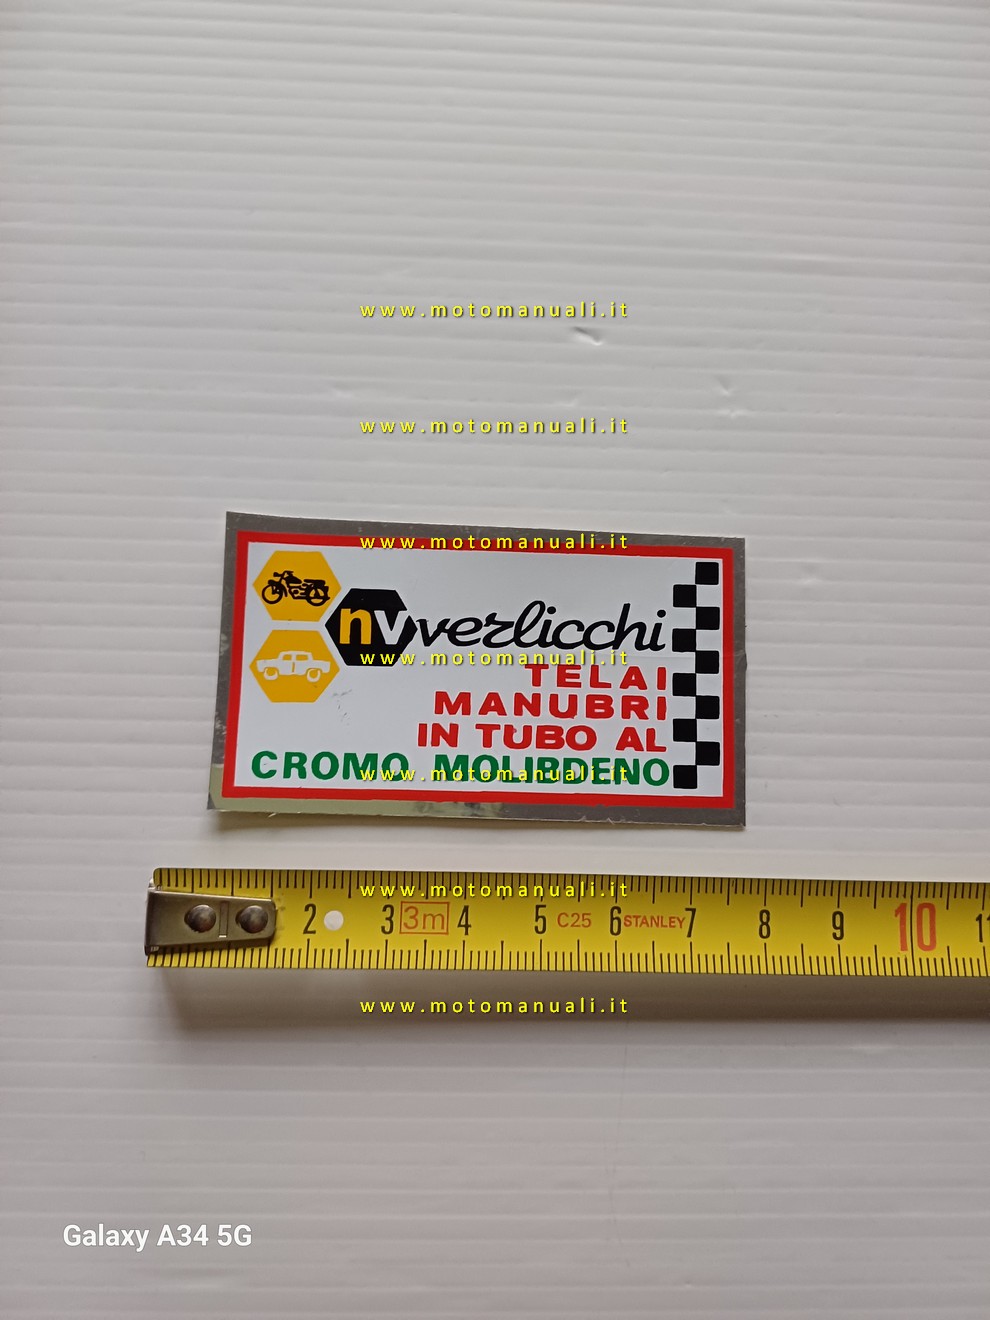 www.motomanuali.it
www.motomanuali.it
www.motomanuali.it
nv verlicchi
www.motomanuali.it
TELAI
MANUBRI
IN TUBO AL
CROMO MOLIBDENO
www.motomanuali.it
www.motomanuali.it
2 3 3m 4 5 C25 6 STANLEY 7 8 9 10 11
www.motomanuali.it
Galaxy A34 5G